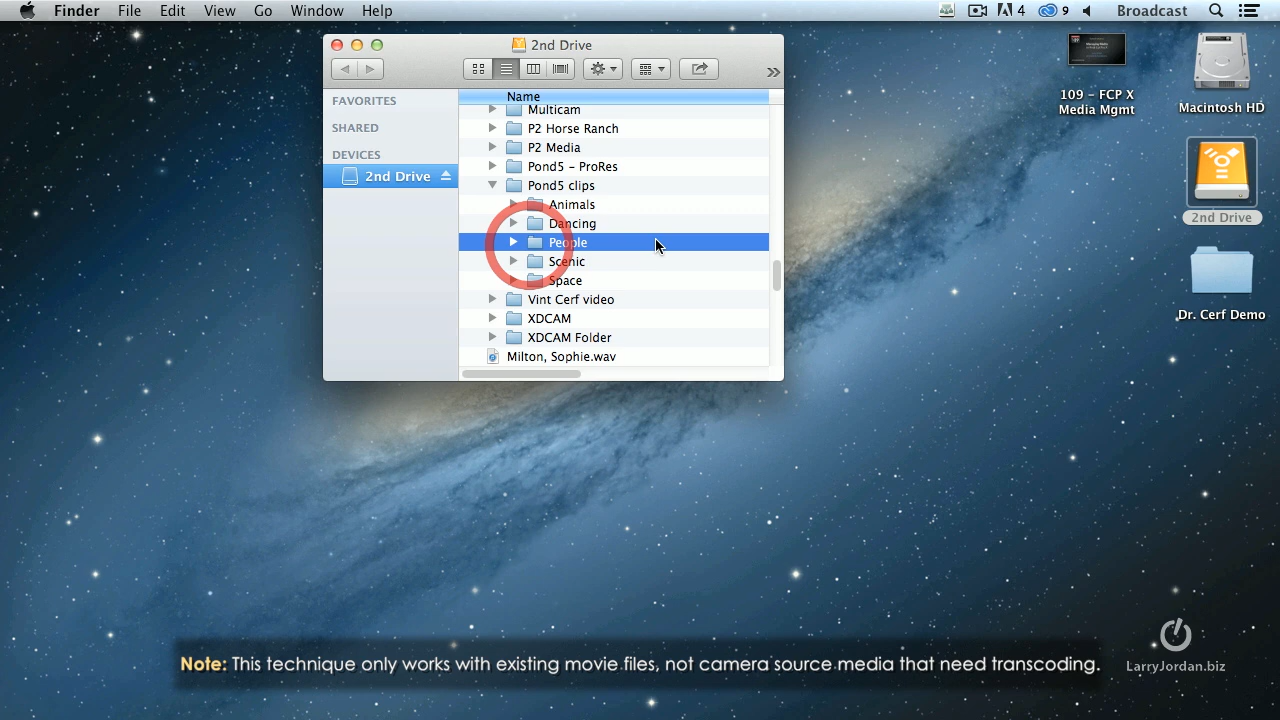 Finder File Edit View Go Window Help 4 9 Broadcast
2nd Drive
Name
FAVORITES
SHARED
DEVICES
2nd Drive
Multicam
P2 Horse Ranch
P2 Media
Pond5 – ProRes
Pond5 clips
Animals
Dancing
People
Scenic
Space
Vint Cerf video
XDCAM
XDCAM Folder
Milton, Sophie.wav
109 – FCP X
Media Mgmt
Macintosh HD
2nd Drive
Dr. Cerf Demo
Note: This technique only works with existing movie files, not camera source media that need transcoding.
LarryJordan.biz